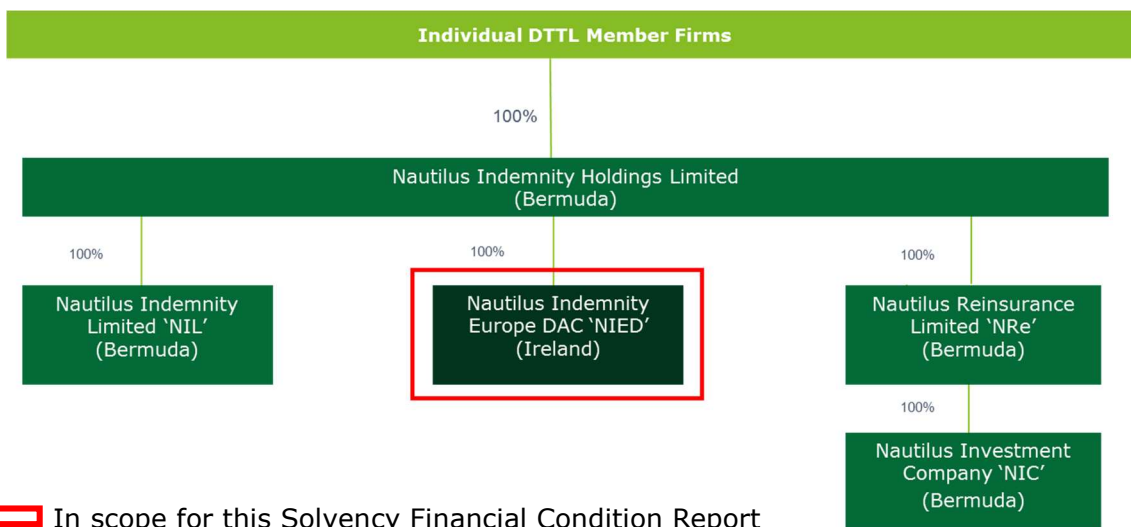 Individual DTTL Member Firms
100%
Nautilus Indemnity Holdings Limited
(Bermuda)
100%
100%
100%
Nautilus Indemnity
Limited ‘NIL’
(Bermuda)
Nautilus Indemnity
Europe DAC ‘NIED’
(Ireland)
Nautilus Reinsurance
Limited ‘NRe’
(Bermuda)
100%
Nautilus Investment
Company ‘NIC’
(Bermuda)
In scope for this Solvency Financial Condition Report